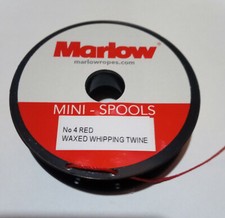 Marlow
marlowropes.com
MINI - SPOOLS
No 4 RED
WAXED WHIPPING TWINE